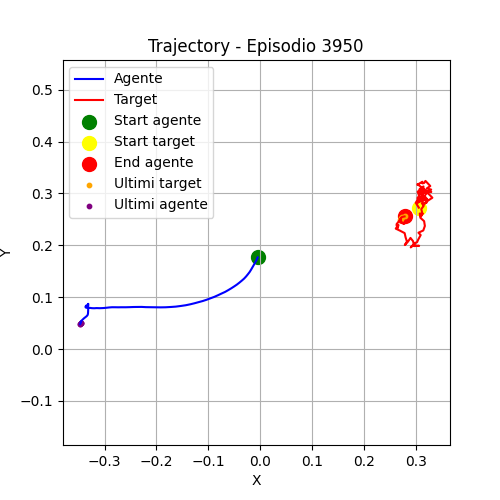 Trajectory - Episodio 3950
Agente
Target
Start agente
Start target
End agente
Ultimi target
Ultimi agente
Y
0.5
0.4
0.3
0.2
0.1
0.0
−0.1
−0.3
−0.2
−0.1
0.0
0.1
0.2
0.3
X